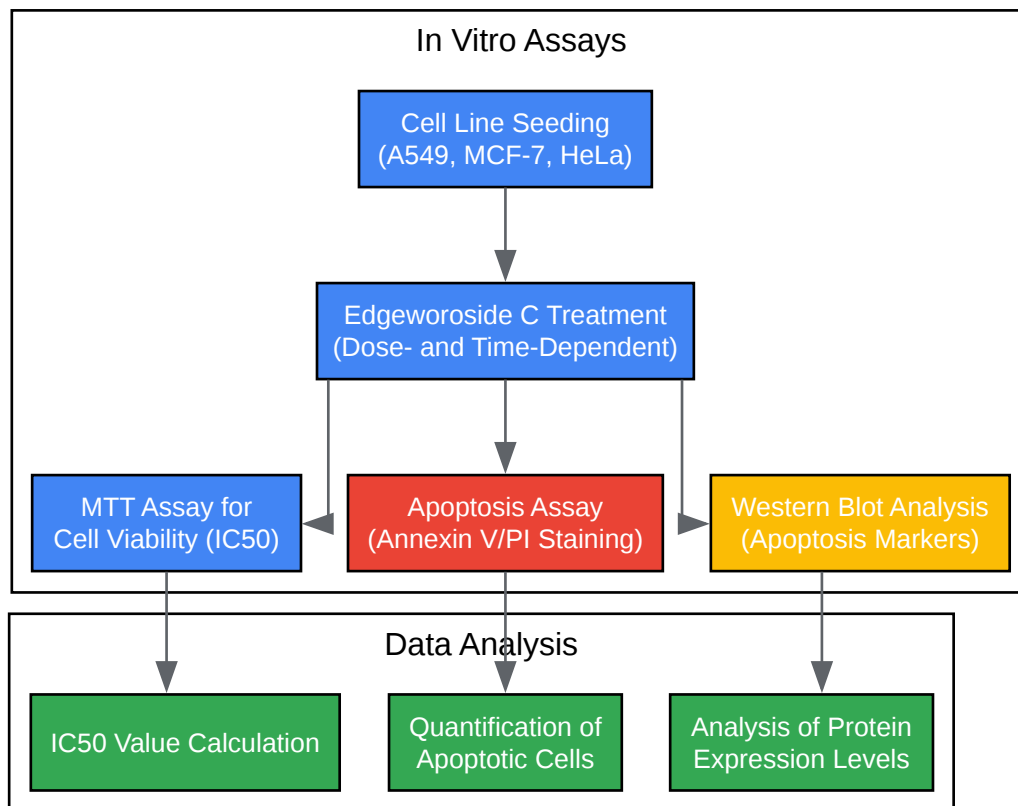 In Vitro Assays
Cell Line Seeding
(A549, MCF-7, HeLa)
Edgeworoside C Treatment
(Dose- and Time-Dependent)
MTT Assay for
Cell Viability (IC50)
Apoptosis Assay
(Annexin V/PI Staining)
Western Blot Analysis
(Apoptosis Markers)
Data Analysis
IC50 Value Calculation
Quantification of
Apoptotic Cells
Analysis of Protein
Expression Levels